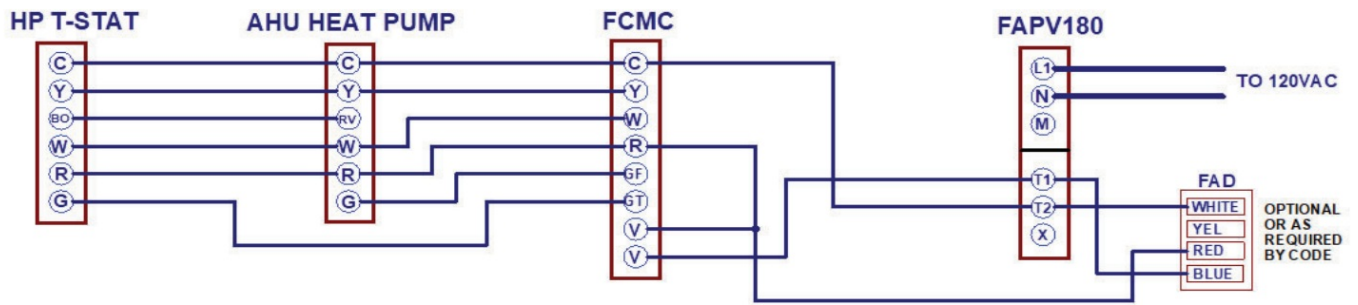 HP T-STAT
C
Y
BO
W
R
G
AHU HEAT PUMP
C
Y
RV
W
R
G
FCMC
C
Y
W
R
GF
GT
V
V
FAPV180
L1
N
M
T1
T2
X
TO 120VAC
FAD
WHITE
YEL
RED
BLUE
OPTIONAL
OR AS
REQUIRED
BY CODE